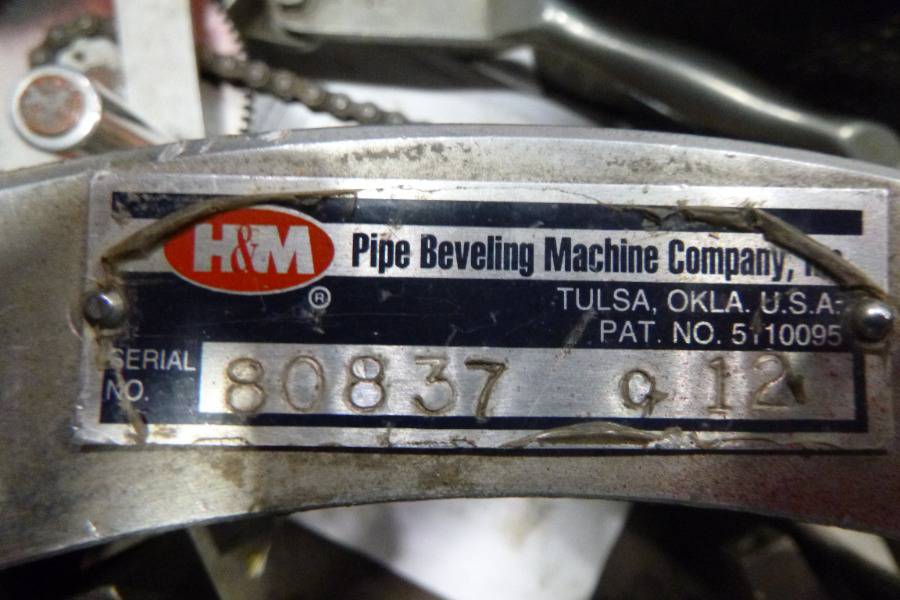 H&M Pipe Beveling Machine Company,
®
TULSA, OKLA. U.S.A.
PAT. NO. 5110095
SERIAL NO. 80837 12